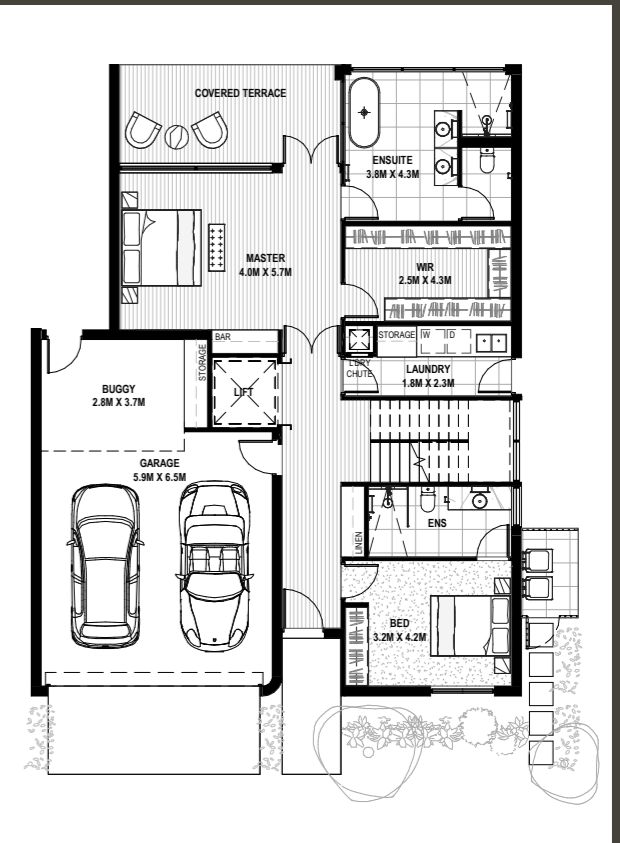 COVERED TERRACE
ENSUITE
3.8M X 4.3M
MASTER
4.0M X 5.7M
WIR
2.5M X 4.3M
BAR
STORAGE
W
D
L'DRY
CHUTE
LAUNDRY
1.8M X 2.3M
STORAGE
LIFT
BUGGY
2.8M X 3.7M
GARAGE
5.9M X 6.5M
ENS
LINEN
BED
3.2M X 4.2M